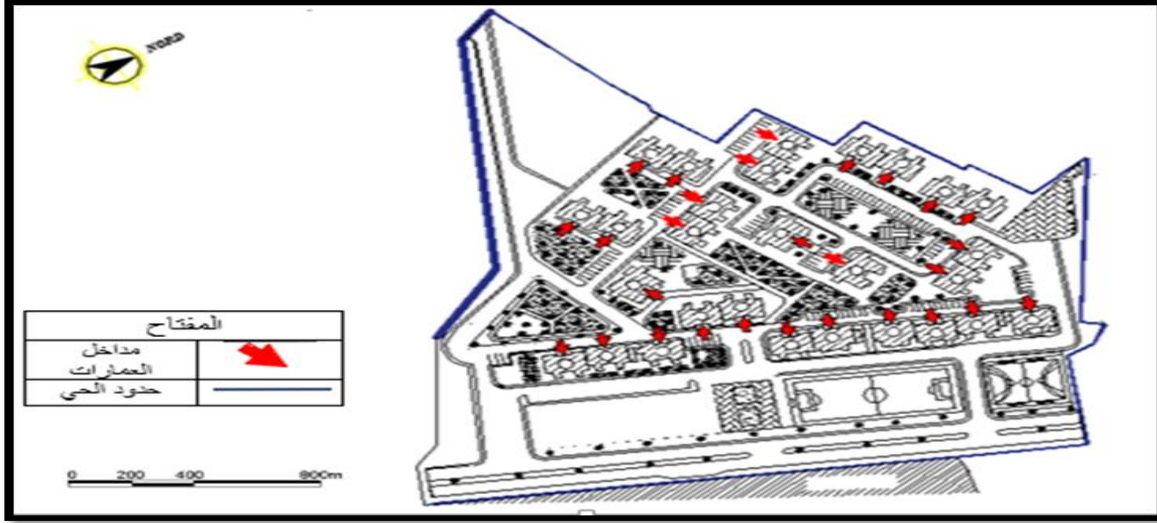 NORD
المفتاح
مداخل
العمارات
حدود الحي
0 200 400 800m